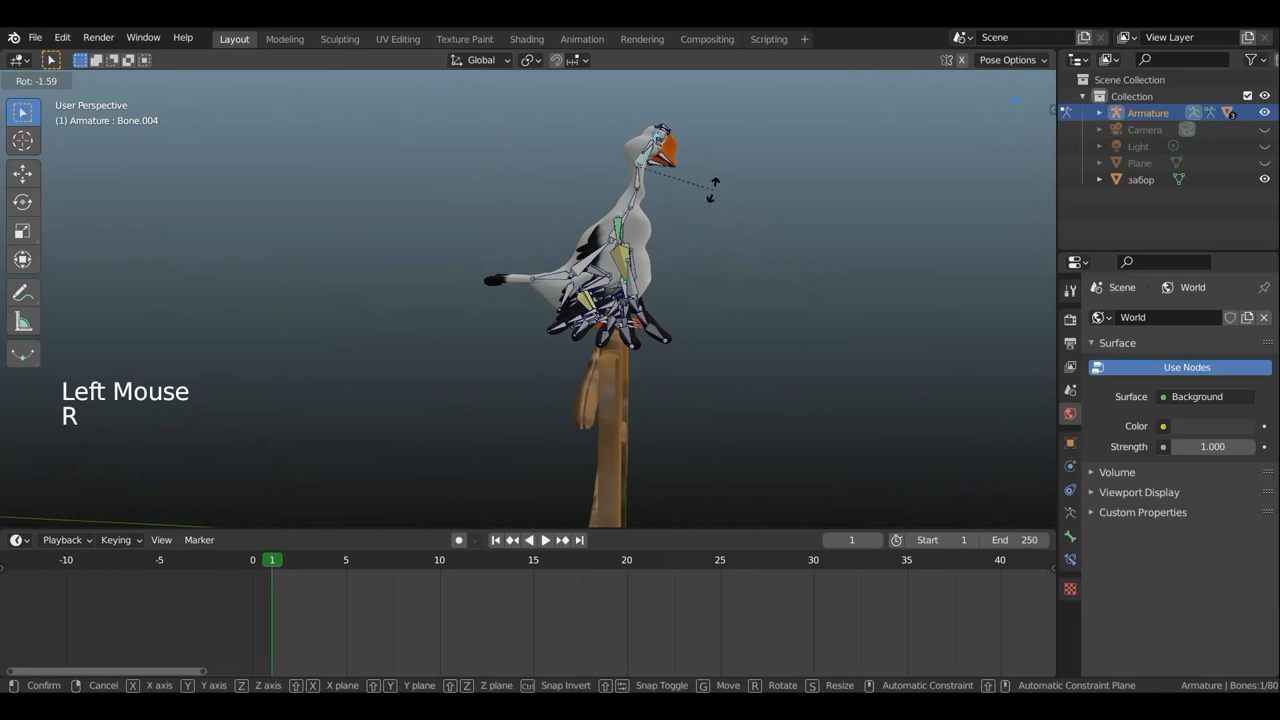 File Edit Render Window Help Layout Modeling Sculpting UV Editing Texture Paint Shading Animation Rendering Compositing Scripting + Scene View Layer
Global Pose Options
Rot: -1.59
User Perspective
(1) Armature : Bone.004
Scene Collection
Collection
Armature 3
Camera
Light
Plane
забор
Scene World
World
Surface
Use Nodes
Surface Background
Color
Strength 1.000
Volume
Viewport Display
Custom Properties
Left Mouse
R
Playback Keying View Marker 1 Start 1 End 250
-10 -5 0 1 5 10 15 20 25 30 35 40
Confirm Cancel X X axis Y Y axis Z Z axis X X plane Y Y plane Z Z plane Ctrl Snap Invert Snap Toggle G Move R Rotate S Resize Automatic Constraint Automatic Constraint Plane Armature | Bones:1/80